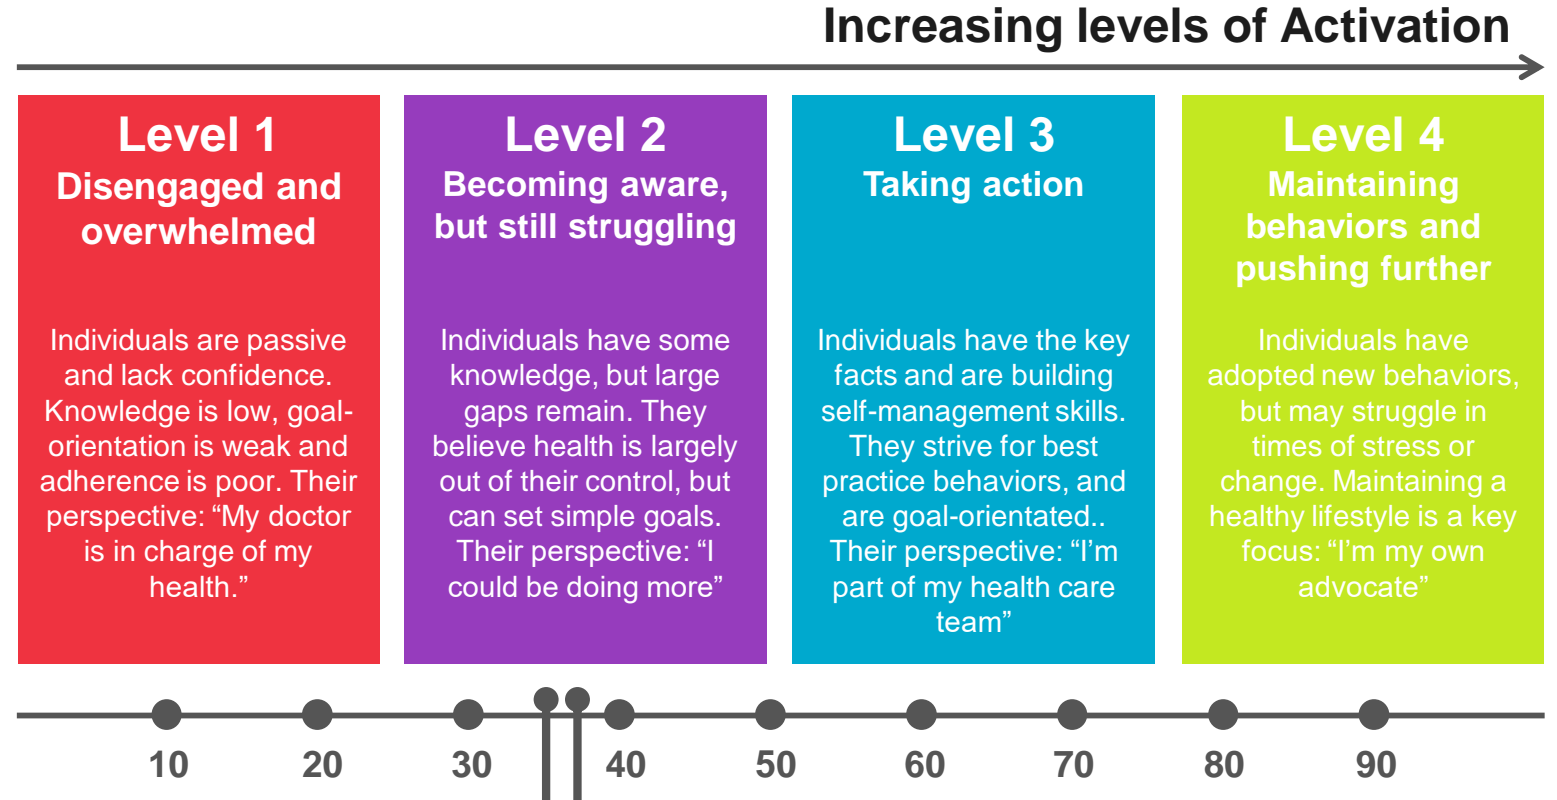 Increasing levels of Activation
Level 1
Disengaged and
overwhelmed
Individuals are passive
and lack confidence.
Knowledge is low, goal-
orientation is weak and
adherence is poor. Their
perspective: “My doctor
is in charge of my
health.”
Level 2
Becoming aware,
but still struggling
Individuals have some
knowledge, but large
gaps remain. They
believe health is largely
out of their control, but
can set simple goals.
Their perspective: “I
could be doing more”
Level 3
Taking action
Individuals have the key
facts and are building
self-management skills.
They strive for best
practice behaviors, and
are goal-orientated..
Their perspective: “I’m
part of my health care
team”
Level 4
Maintaining
behaviors and
pushing further
Individuals have
adopted new behaviors,
but may struggle in
times of stress or
change. Maintaining a
healthy lifestyle is a key
focus: “I’m my own
advocate”
10 20 30 40 50 60 70 80 90